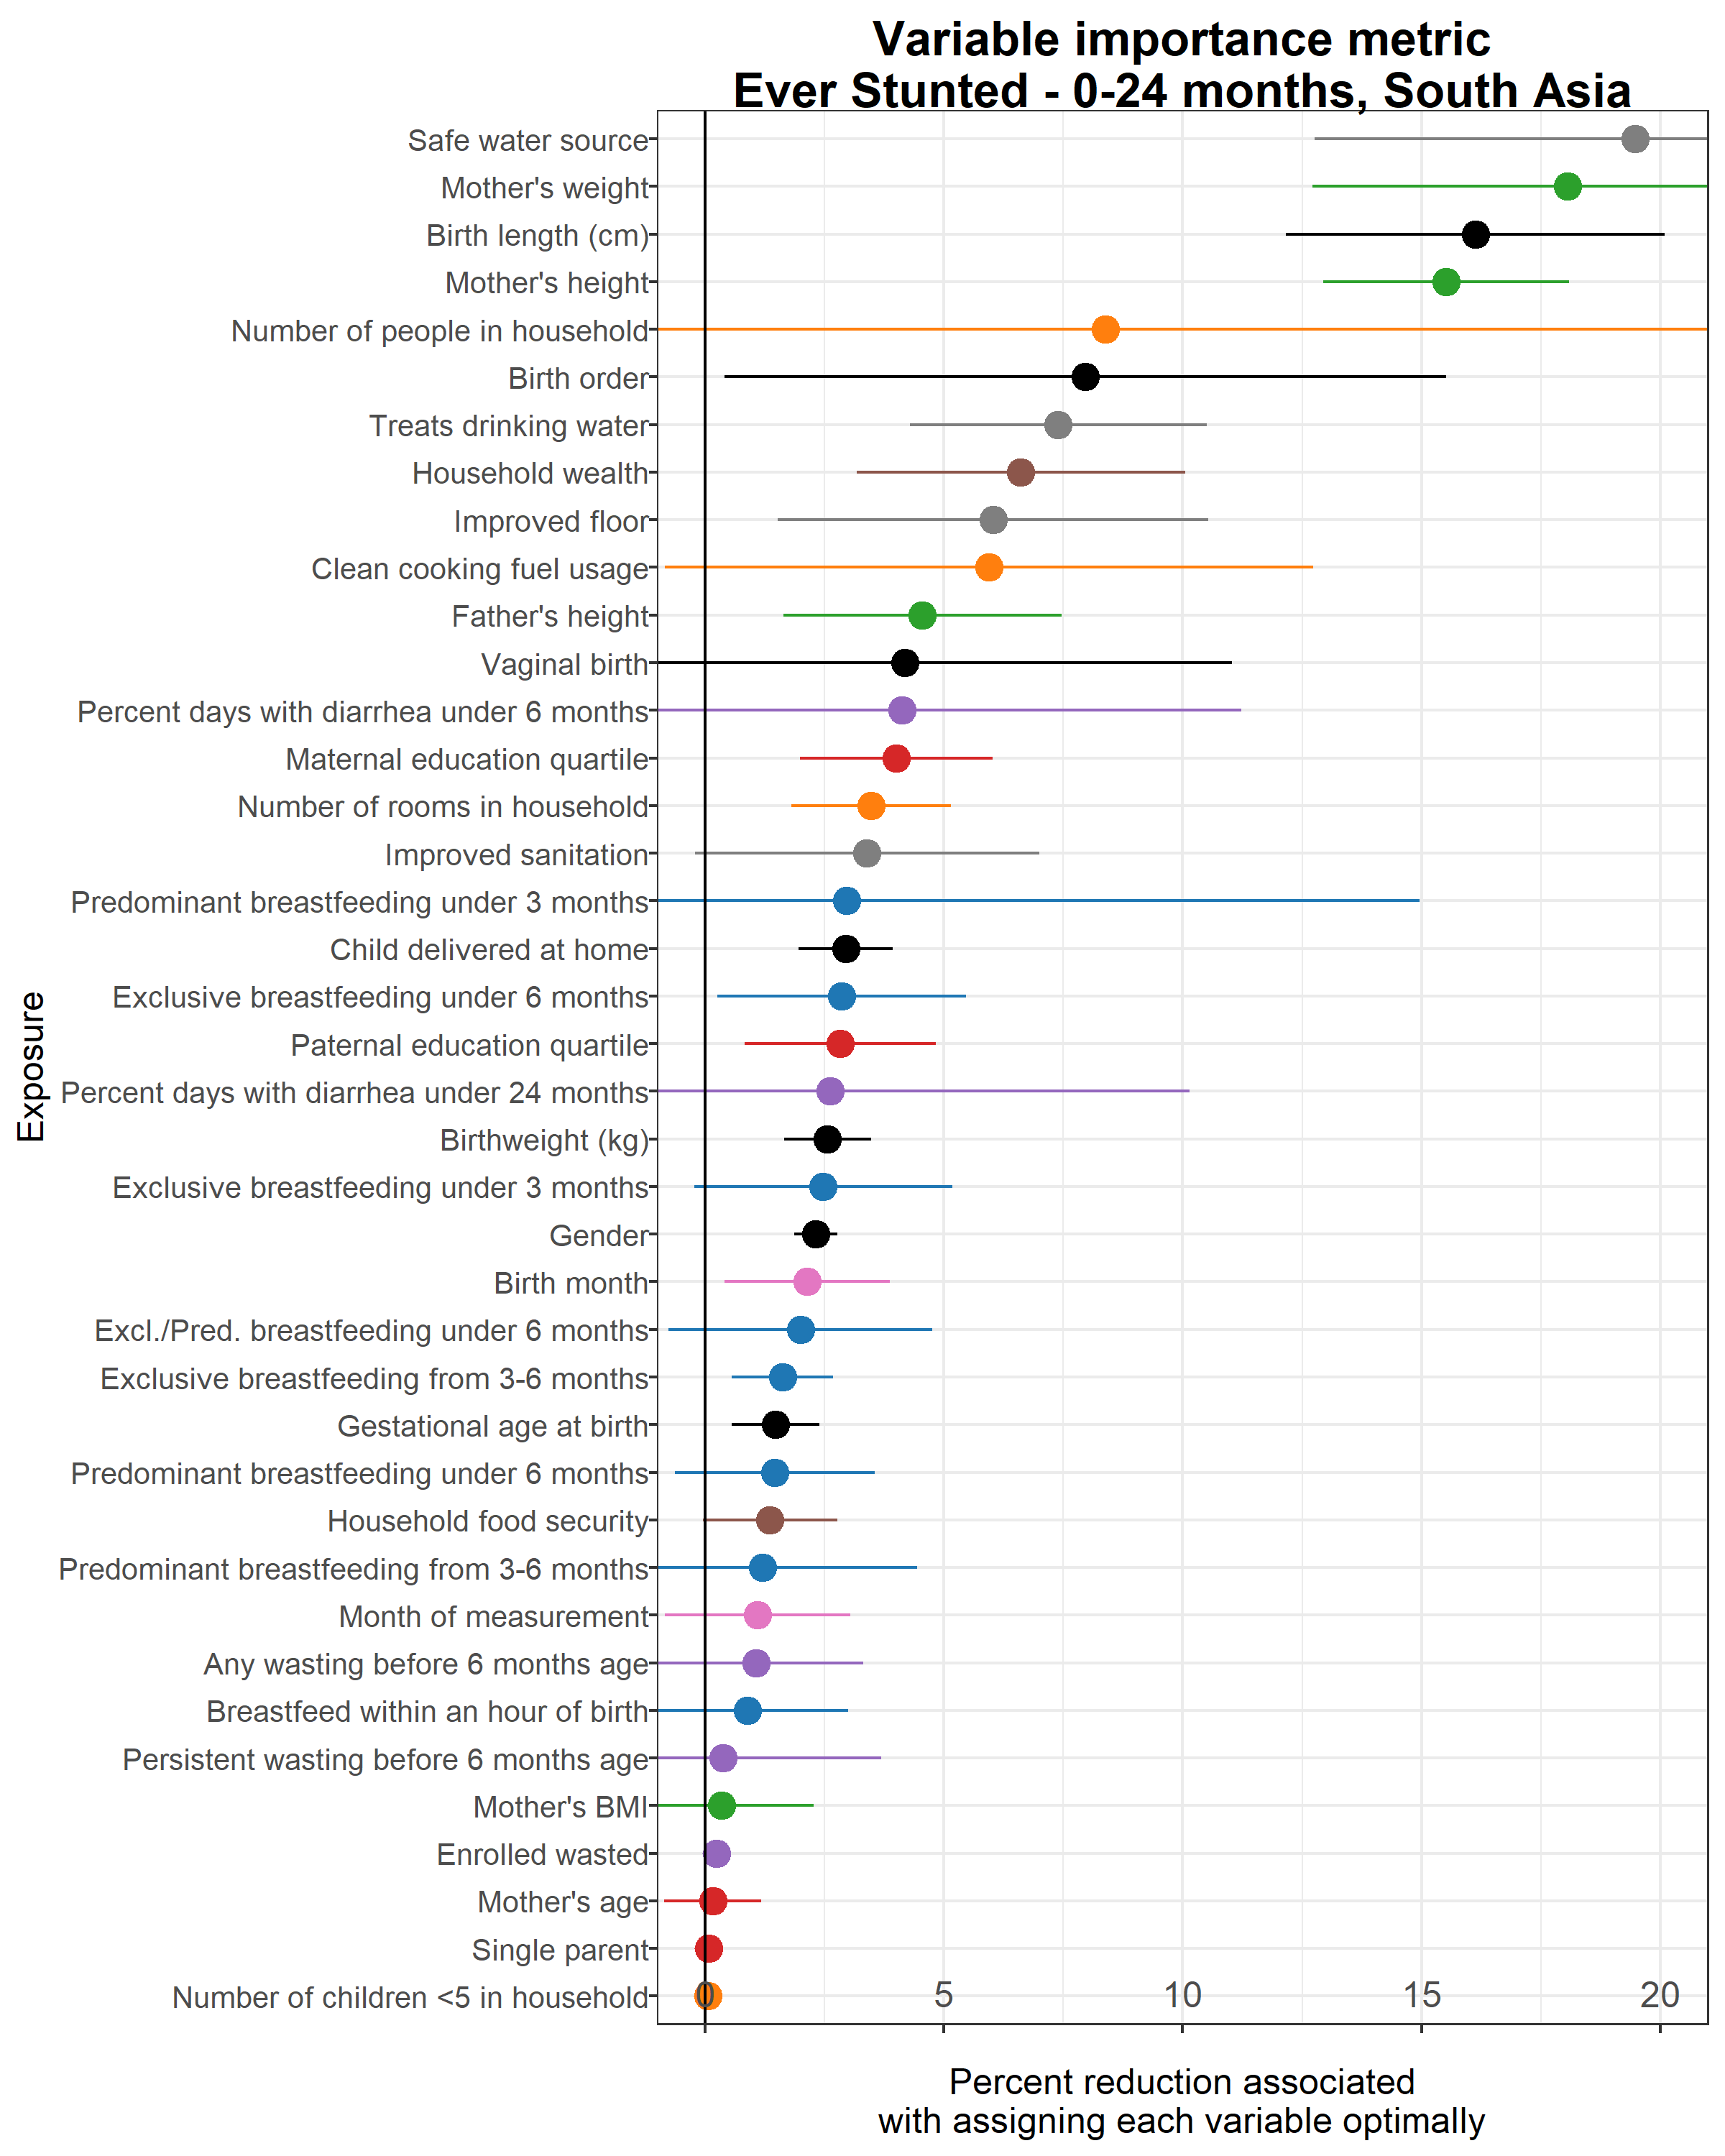 Variable importance metric
Ever Stunted - 0-24 months, South Asia
Safe water source
Mother's weight
Birth length (cm)
Mother's height
Number of people in household
Birth order
Treats drinking water
Household wealth
Improved floor
Clean cooking fuel usage
Father's height
Vaginal birth
Percent days with diarrhea under 6 months
Maternal education quartile
Number of rooms in household
Improved sanitation
Predominant breastfeeding under 3 months
Child delivered at home
Exclusive breastfeeding under 6 months
Paternal education quartile
Percent days with diarrhea under 24 months
Birthweight (kg)
Exclusive breastfeeding under 3 months
Gender
Birth month
Excl./Pred. breastfeeding under 6 months
Exclusive breastfeeding from 3-6 months
Gestational age at birth
Predominant breastfeeding under 6 months
Household food security
Predominant breastfeeding from 3-6 months
Month of measurement
Any wasting before 6 months age
Breastfeed within an hour of birth
Persistent wasting before 6 months age
Mother's BMI
Enrolled wasted
Mother's age
Single parent
Number of children <5 in household
Exposure
0 5 10 15 20
Percent reduction associated
with assigning each variable optimally